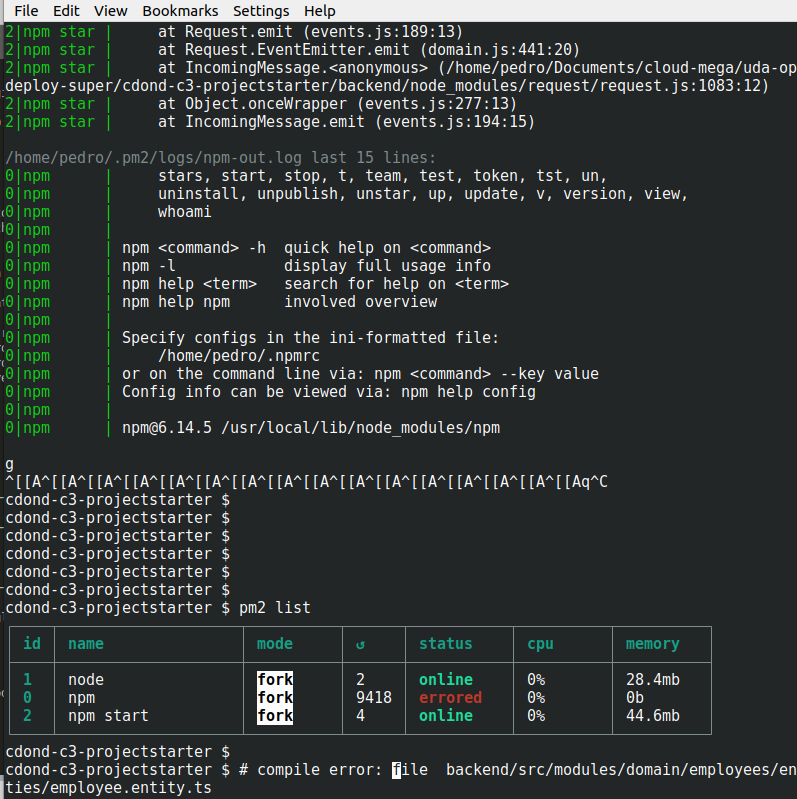 File Edit View Bookmarks Settings Help
2|npm star |     at Request.emit (events.js:189:13)
2|npm star |     at Request.EventEmitter.emit (domain.js:441:20)
2|npm star |     at IncomingMessage.<anonymous> (/home/pedro/Documents/cloud-mega/uda-op
deploy-super/cdond-c3-projectstarter/backend/node_modules/request/request.js:1083:12)
2|npm star |     at Object.onceWrapper (events.js:277:13)
2|npm star |     at IncomingMessage.emit (events.js:194:15)
/home/pedro/.pm2/logs/npm-out.log last 15 lines:
0|npm      |     stars, start, stop, t, team, test, token, tst, un,
0|npm      |     uninstall, unpublish, unstar, up, update, v, version, view,
0|npm      |     whoami
0|npm      |
0|npm      | npm <command> -h  quick help on <command>
0|npm      | npm -l            display full usage info
0|npm      | npm help <term>   search for help on <term>
0|npm      | npm help npm      involved overview
0|npm      |
0|npm      | Specify configs in the ini-formatted file:
0|npm      |     /home/pedro/.npmrc
0|npm      | or on the command line via: npm <command> --key value
0|npm      | Config info can be viewed via: npm help config
0|npm      |
0|npm      | npm@6.14.5 /usr/local/lib/node_modules/npm
g
^[[A^[[A^[[A^[[A^[[A^[[A^[[A^[[A^[[A^[[A^[[A^[[A^[[A^[[A^[[A^[[Aq^C
cdond-c3-projectstarter $
cdond-c3-projectstarter $
cdond-c3-projectstarter $
cdond-c3-projectstarter $
cdond-c3-projectstarter $
cdond-c3-projectstarter $
cdond-c3-projectstarter $ pm2 list
id name mode ↺ status cpu memory
1 node fork 2 online 0% 28.4mb
0 npm fork 9418 errored 0% 0b
2 npm start fork 4 online 0% 44.6mb
cdond-c3-projectstarter $
cdond-c3-projectstarter $ # compile error: file  backend/src/modules/domain/employees/en
tities/employee.entity.ts